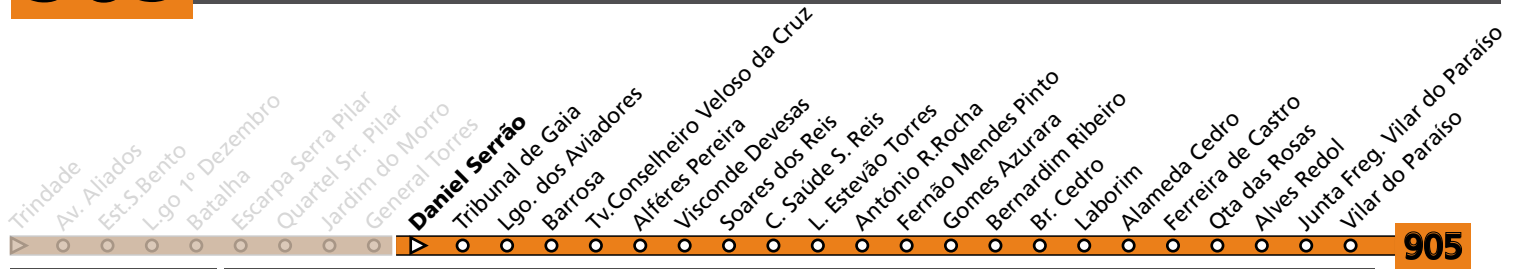 Trindade
Av. Aliados
Est.S.Bento
L.go 1º Dezembro
Batalha
Escarpa Serra Pilar
Quartel Srr. Pilar
Jardim do Morro
General Torres
Daniel Serrão
Tribunal de Gaia
Lgo. dos Aviadores
Barrosa
Tv.Conselheiro Veloso da Cruz
Alféres Pereira
Visconde Devesas
Soares dos Reis
C. Saúde S. Reis
L. Estevão Torres
António R.Rocha
Fernão Mendes Pinto
Gomes Azurara
Bernardim Ribeiro
Br. Cedro
Laborim
Alameda Cedro
Ferreira de Castro
Qta das Rosas
Alves Redol
Junta Freg. Vilar do Paraíso
Vilar do Paraíso
905